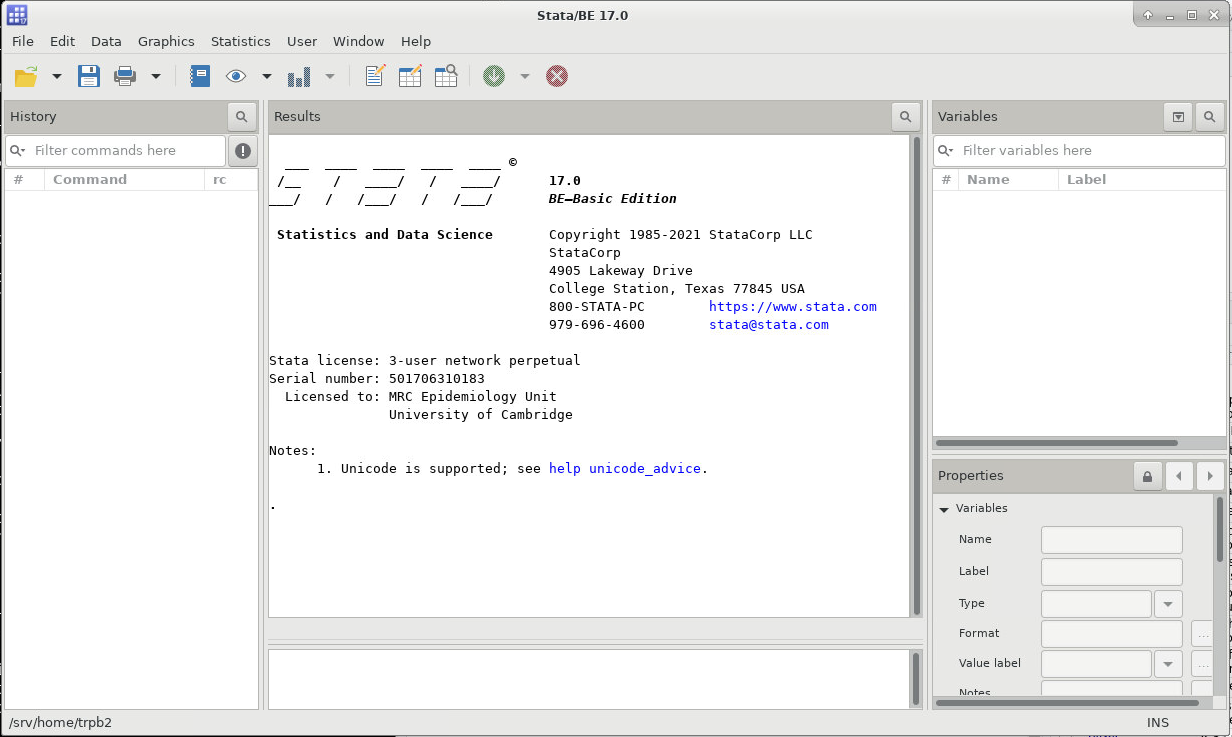 Stata/BE 17.0
File Edit Data Graphics Statistics User Window Help
History
Filter commands here
# Command rc
Results
___ ____ ____ ____ ____ ©
/__ / ____/ / ____/ 17.0
___/ / /___/ / /___/ BE—Basic Edition
Statistics and Data Science Copyright 1985-2021 StataCorp LLC
StataCorp
4905 Lakeway Drive
College Station, Texas 77845 USA
800-STATA-PC https://www.stata.com
979-696-4600 stata@stata.com
Stata license: 3-user network perpetual
Serial number: 501706310183
Licensed to: MRC Epidemiology Unit
University of Cambridge
Notes:
1. Unicode is supported; see help unicode_advice.
.
Variables
Filter variables here
# Name Label
Properties
Variables
Name
Label
Type
Format ...
Value label ...
Notes
/srv/home/trpb2 INS